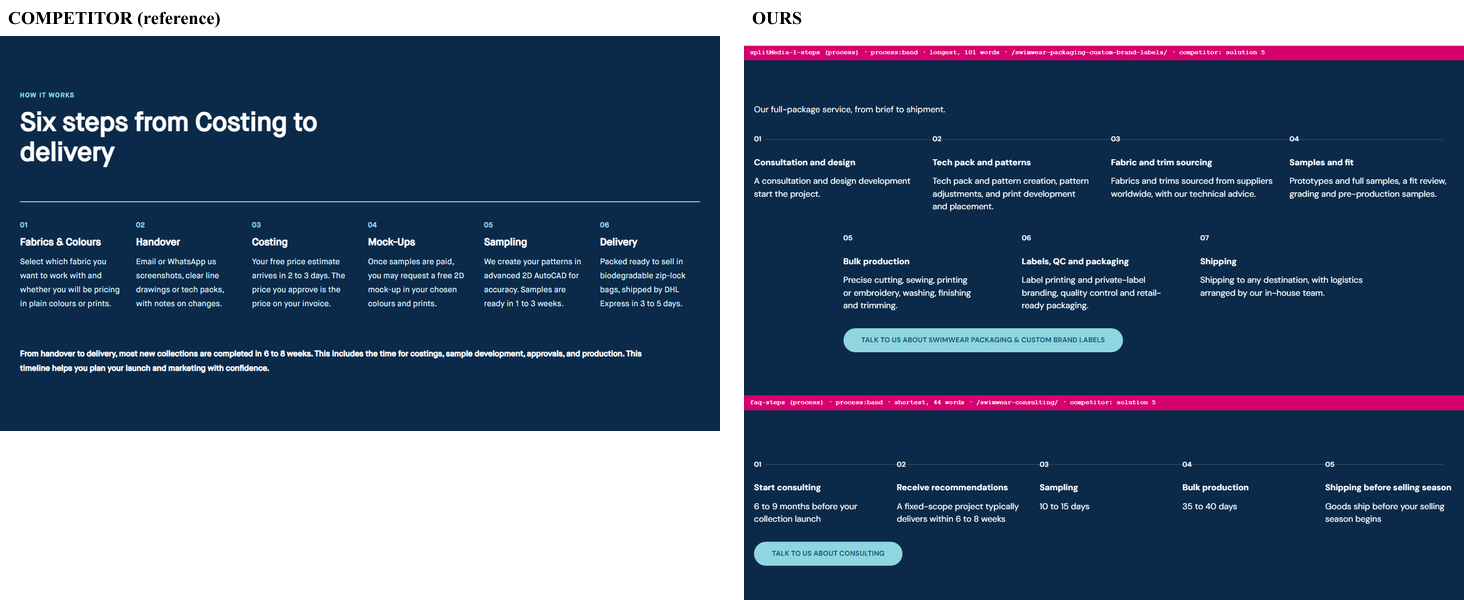 COMPETITOR (reference)
HOW IT WORKS
Six steps from Costing to
delivery
01
Fabrics & Colours
Select which fabric you
want to work with and
whether you will be pricing
in plain colours or prints.
02
Handover
Email or WhatsApp us
screenshots, clear line
drawings or tech packs,
with notes on changes.
03
Costing
Your free price estimate
arrives in 2 to 3 days. The
price you approve is the
price on your invoice.
04
Mock-Ups
Once samples are paid,
you may request a free 2D
mock-up in your chosen
colours and prints.
05
Sampling
We create your patterns in
advanced 2D AutoCAD for
accuracy. Samples are
ready in 1 to 3 weeks.
06
Delivery
Packed ready to sell in
biodegradable zip-lock
bags, shipped by DHL
Express in 3 to 5 days.
From handover to delivery, most new collections are completed in 6 to 8 weeks. This includes the time for costings, sample development, approvals, and production. This
timeline helps you plan your launch and marketing with confidence.
OURS
splitMedia-1-steps (process) · process:band · longest, 101 words · /swimwear-packaging-custom-brand-labels/ · competitor: solution 5
Our full-package service, from brief to shipment.
01
Consultation and design
A consultation and design development
start the project.
02
Tech pack and patterns
Tech pack and pattern creation, pattern
adjustments, and print development
and placement.
03
Fabric and trim sourcing
Fabrics and trims sourced from suppliers
worldwide, with our technical advice.
04
Samples and fit
Prototypes and full samples, a fit review,
grading and pre-production samples.
05
Bulk production
Precise cutting, sewing, printing
or embroidery, washing, finishing
and trimming.
06
Labels, QC and packaging
Label printing and private-label
branding, quality control and retail-
ready packaging.
07
Shipping
Shipping to any destination, with logistics
arranged by our in-house team.
TALK TO US ABOUT SWIMWEAR PACKAGING & CUSTOM BRAND LABELS
faq-steps (process) · process:band · shortest, 44 words · /swimwear-consulting/ · competitor: solution 5
01
Start consulting
6 to 9 months before your
collection launch
02
Receive recommendations
A fixed-scope project typically
delivers within 6 to 8 weeks
03
Sampling
10 to 15 days
04
Bulk production
35 to 40 days
05
Shipping before selling season
Goods ship before your selling
season begins
TALK TO US ABOUT CONSULTING